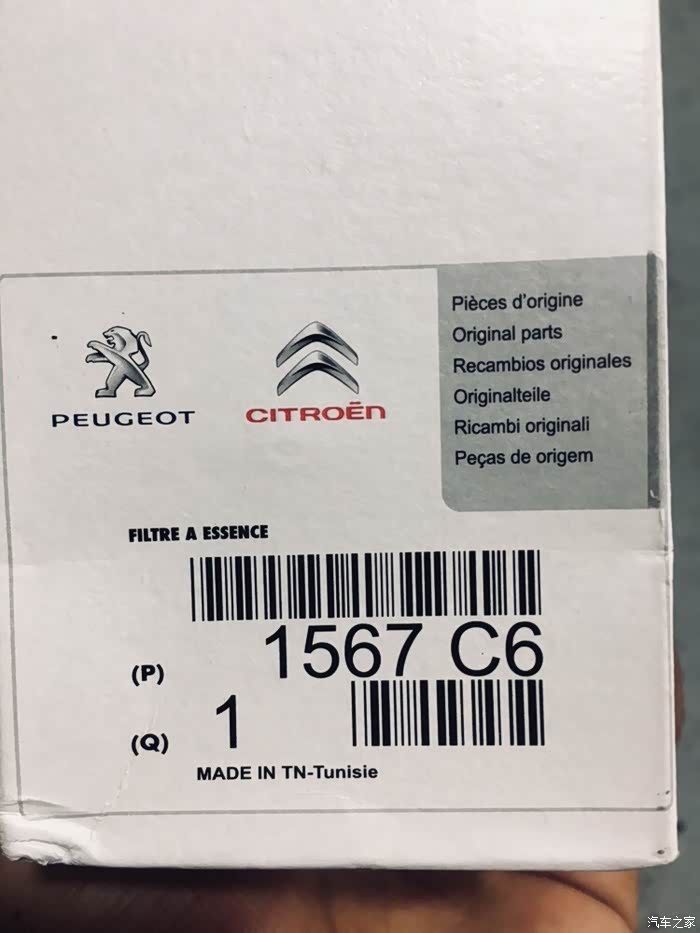 Pièces d'origine
Original parts
Recambios originales
Originalteile
Ricambi originali
Peças de origem
PEUGEOT
CITROËn
FILTRE A ESSENCE
(P) 1567 C6
(Q) 1
MADE IN TN-Tunisie
汽车之家